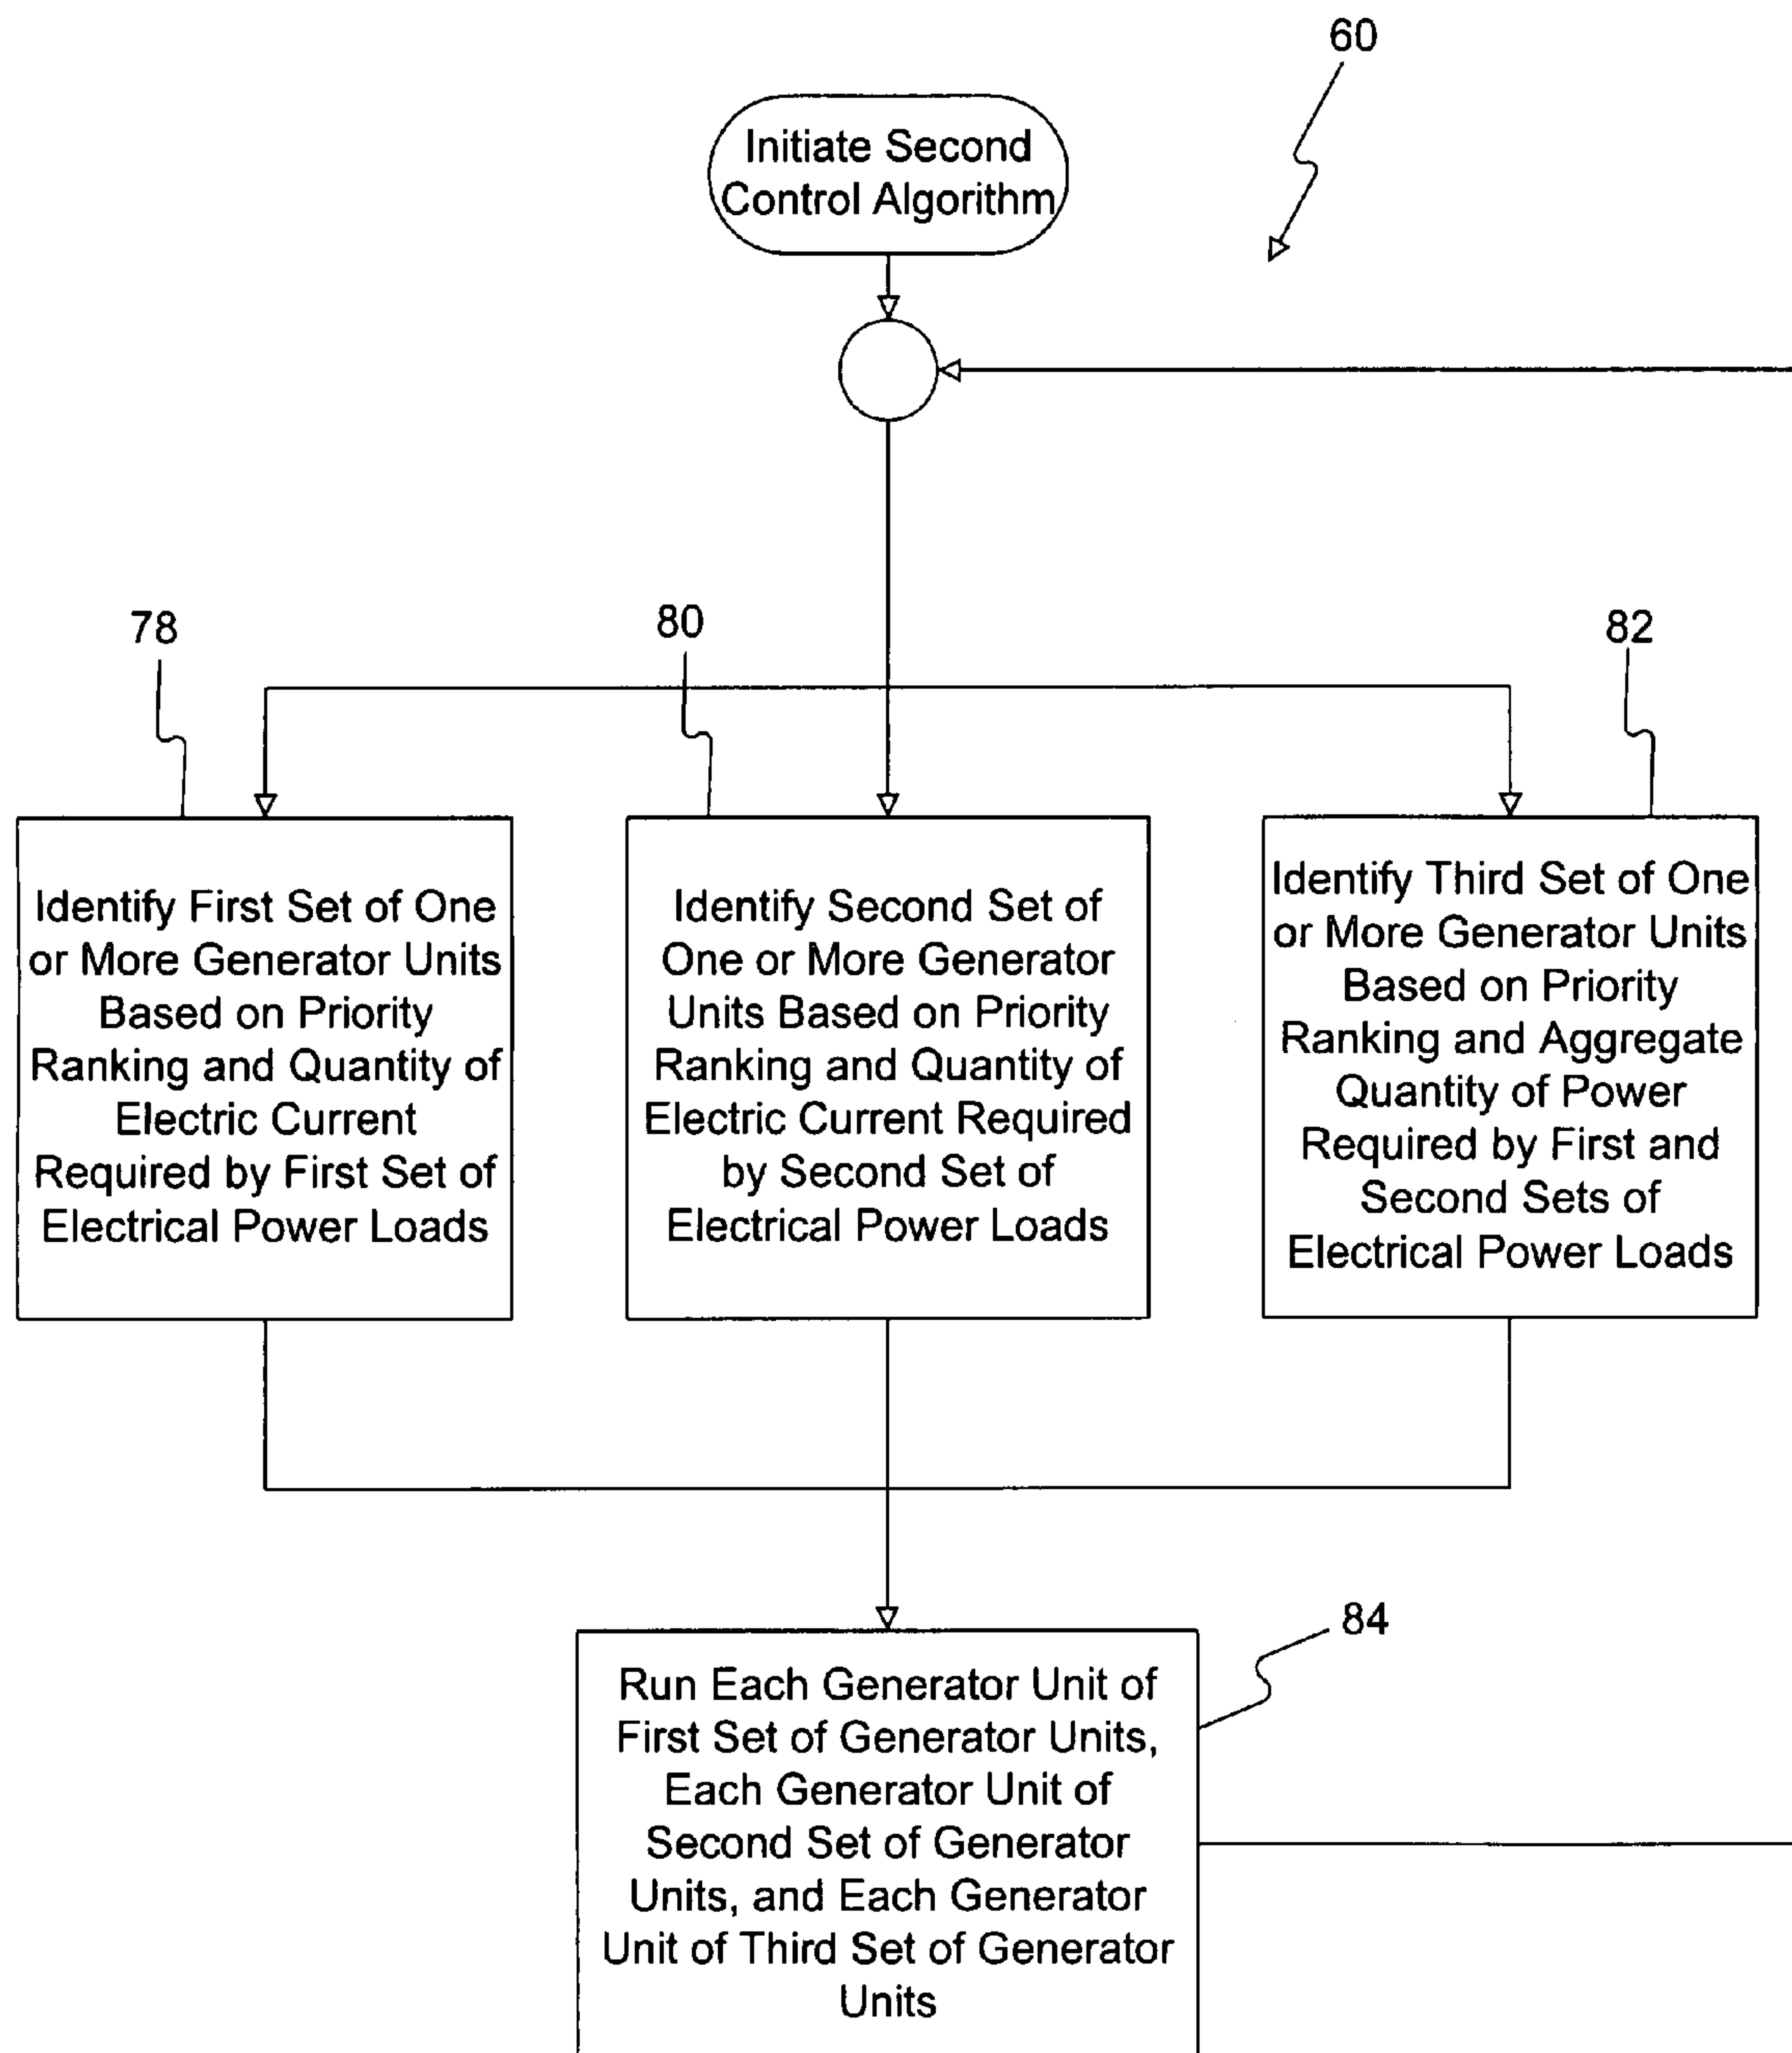 60
Initiate Second
Control Algorithm
78
80
82
Identify First Set of One
or More Generator Units
Based on Priority
Ranking and Quantity of
Electric Current
Required by First Set of
Electrical Power Loads
Identify Second Set of
One or More Generator
Units Based on Priority
Ranking and Quantity of
Electric Current Required
by Second Set of
Electrical Power Loads
Identify Third Set of One
or More Generator Units
Based on Priority
Ranking and Aggregate
Quantity of Power
Required by First and
Second Sets of
Electrical Power Loads
84
Run Each Generator Unit of
First Set of Generator Units,
Each Generator Unit of
Second Set of Generator
Units, and Each Generator
Unit of Third Set of Generator
Units